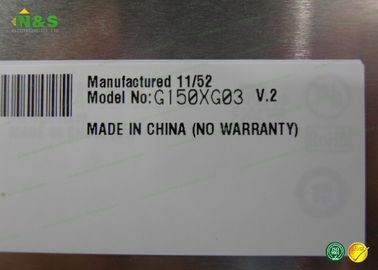 N&S
Manufactured 11/52
Model No:G150XG03 V.2
MADE IN CHINA (NO WARRANTY)